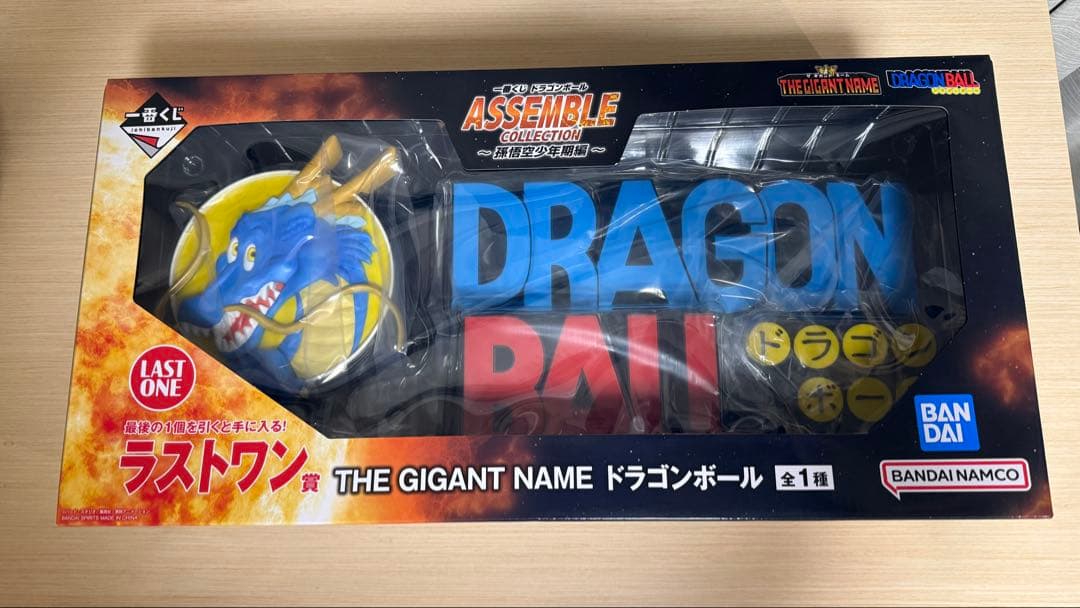 一番くじ
ichibankuji
一番くじ ドラゴンボール
ASSEMBLE
COLLECTION
~ 孫悟空少年期編 ~
THE GIGANT NAME
DRAGON BALL
DRAGON
BALL
ドラゴン
ボー
LAST
ONE
最後の1個を引くと手に入る!
ラストワン賞
THE GIGANT NAME ドラゴンボール 全1種
BAN
DAI
BANDAI NAMCO
BANDAI SPIRITS MADE IN CHINA